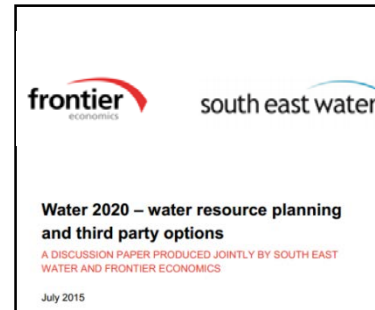 frontier
economics
south east water
Water 2020 – water resource planning
and third party options
A DISCUSSION PAPER PRODUCED JOINTLY BY SOUTH EAST
WATER AND FRONTIER ECONOMICS
July 2015